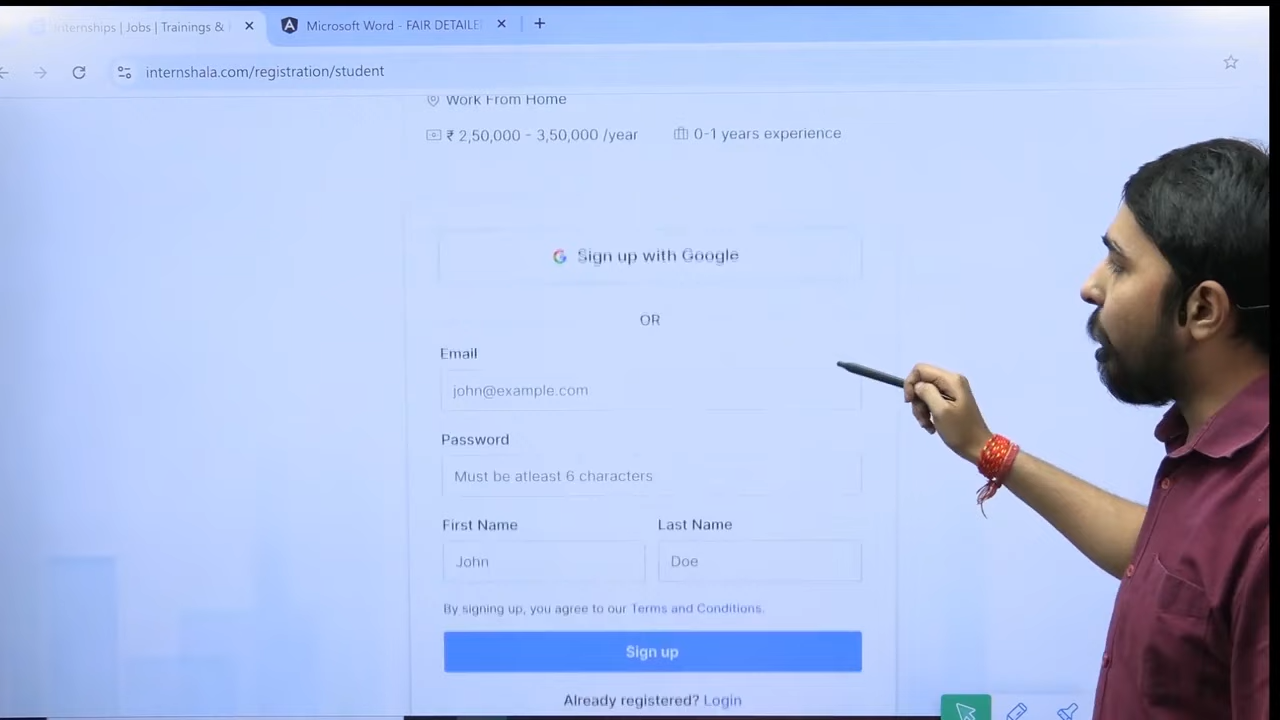 Internships | Jobs | Trainings &
Microsoft Word - FAIR DETAILE
internshala.com/registration/student
Work From Home
₹ 2,50,000 - 3,50,000 /year
0-1 years experience
Sign up with Google
OR
Email
john@example.com
Password
Must be atleast 6 characters
First Name
Last Name
John
Doe
By signing up, you agree to our Terms and Conditions.
Sign up
Already registered? Login